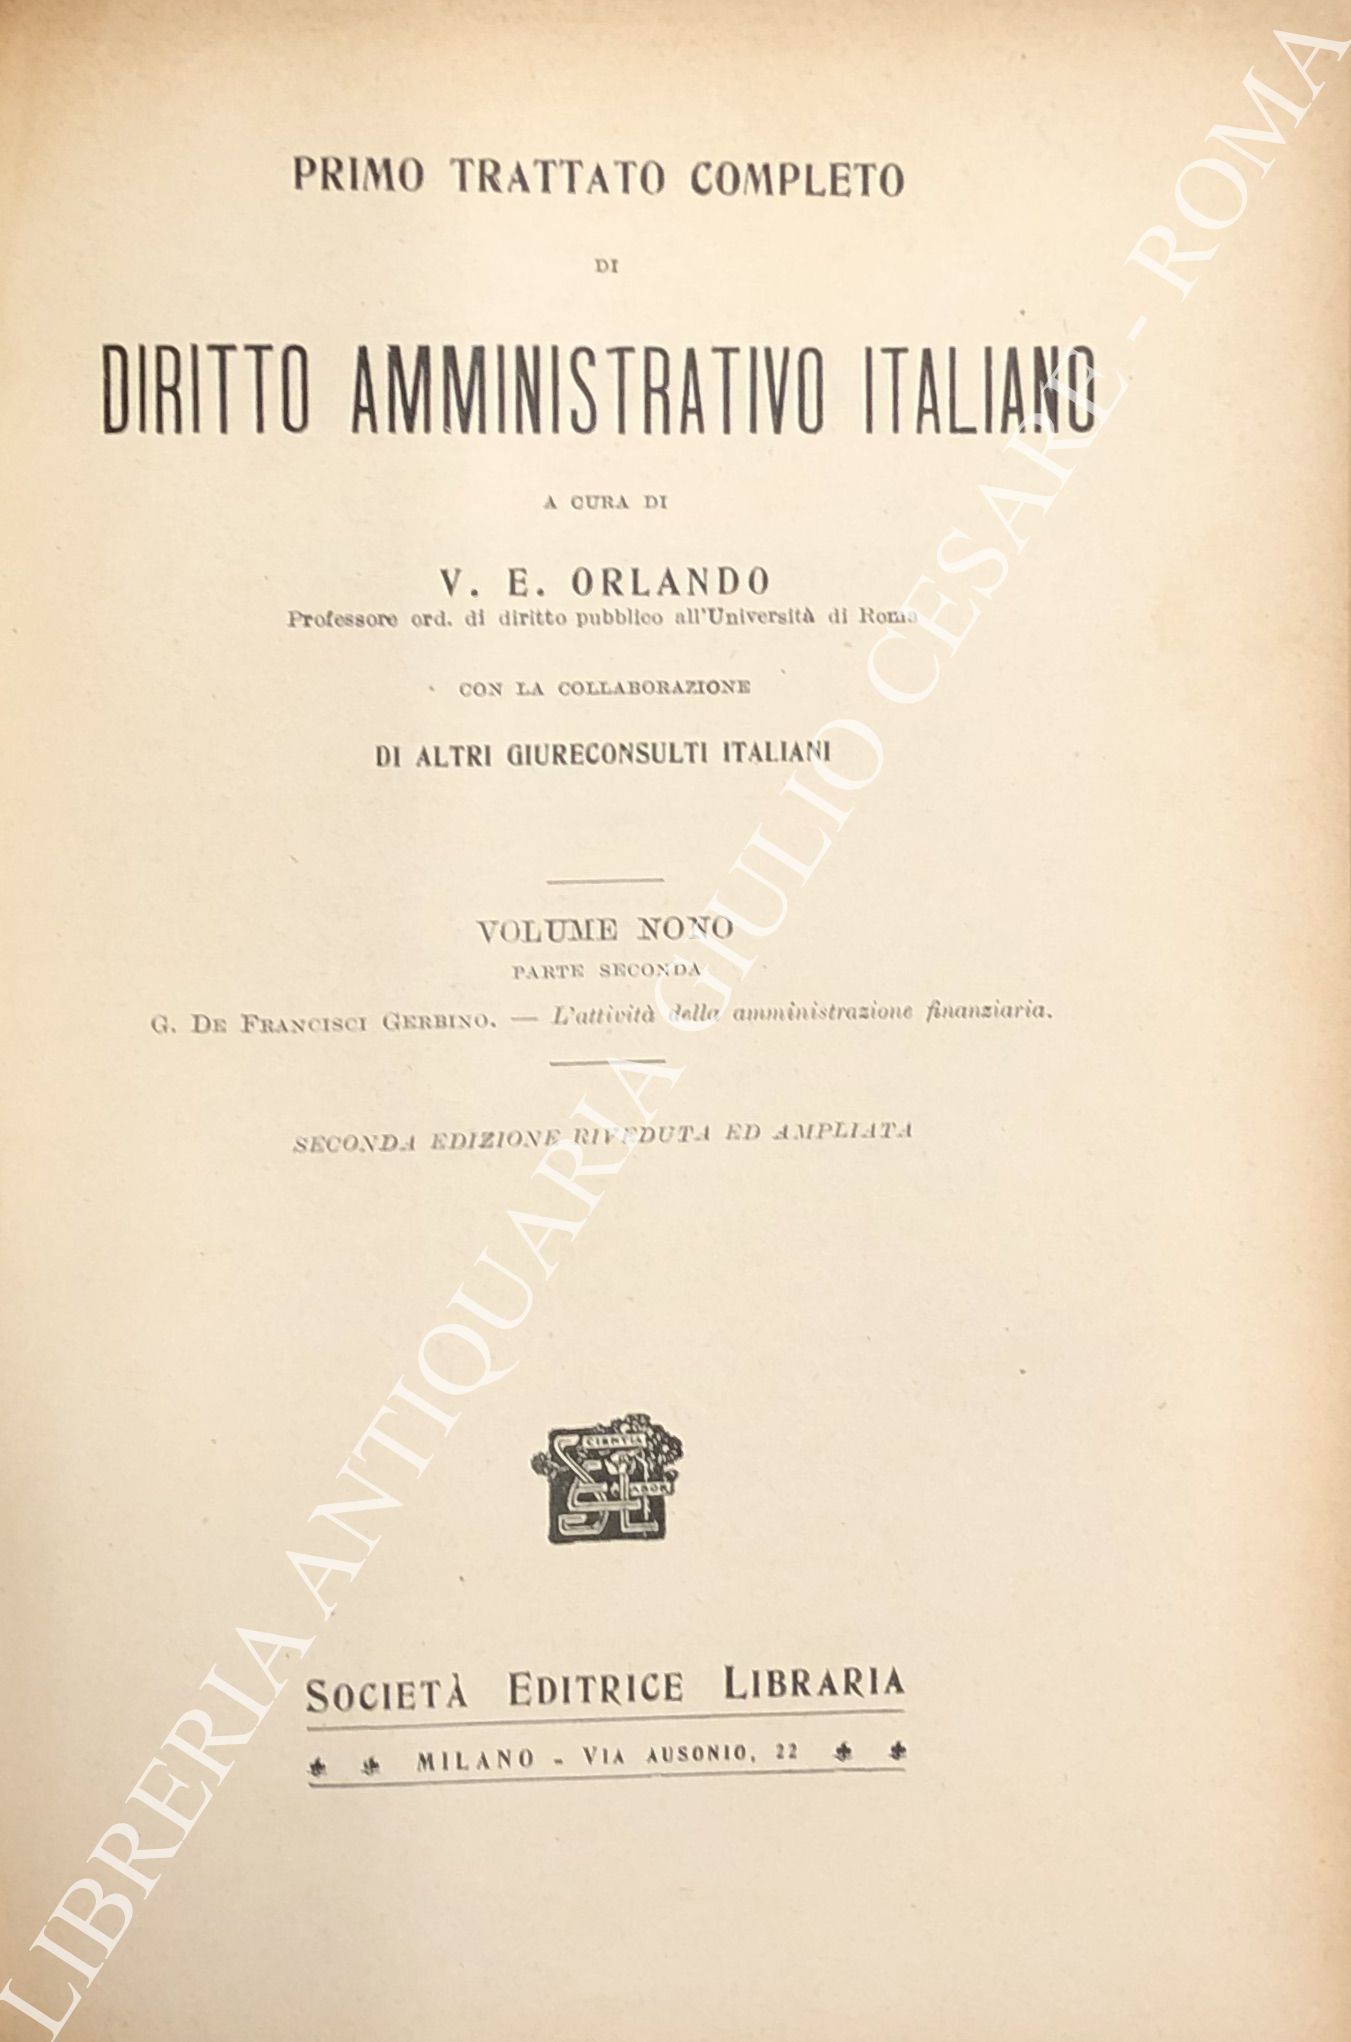 PRIMO TRATTATO COMPLETO
DI
DIRITTO AMMINISTRATIVO ITALIANO
A CURA DI
V. E. ORLANDO
Professore ord. di diritto pubblico all'Università di Roma
CON LA COLLABORAZIONE
DI ALTRI GIURECONSULTI ITALIANI
VOLUME NONO
PARTE SECONDA
G. DE FRANCISCI GERBINO. — L'attività della amministrazione finanziaria.
SECONDA EDIZIONE RIVEDUTA ED AMPLIATA
SCIENTIA
LABOR
SOCIETÀ EDITRICE LIBRARIA
MILANO - VIA AUSONIO, 22
LIBRERIA ANTIQUARIA GIULIO CESARE - ROMA